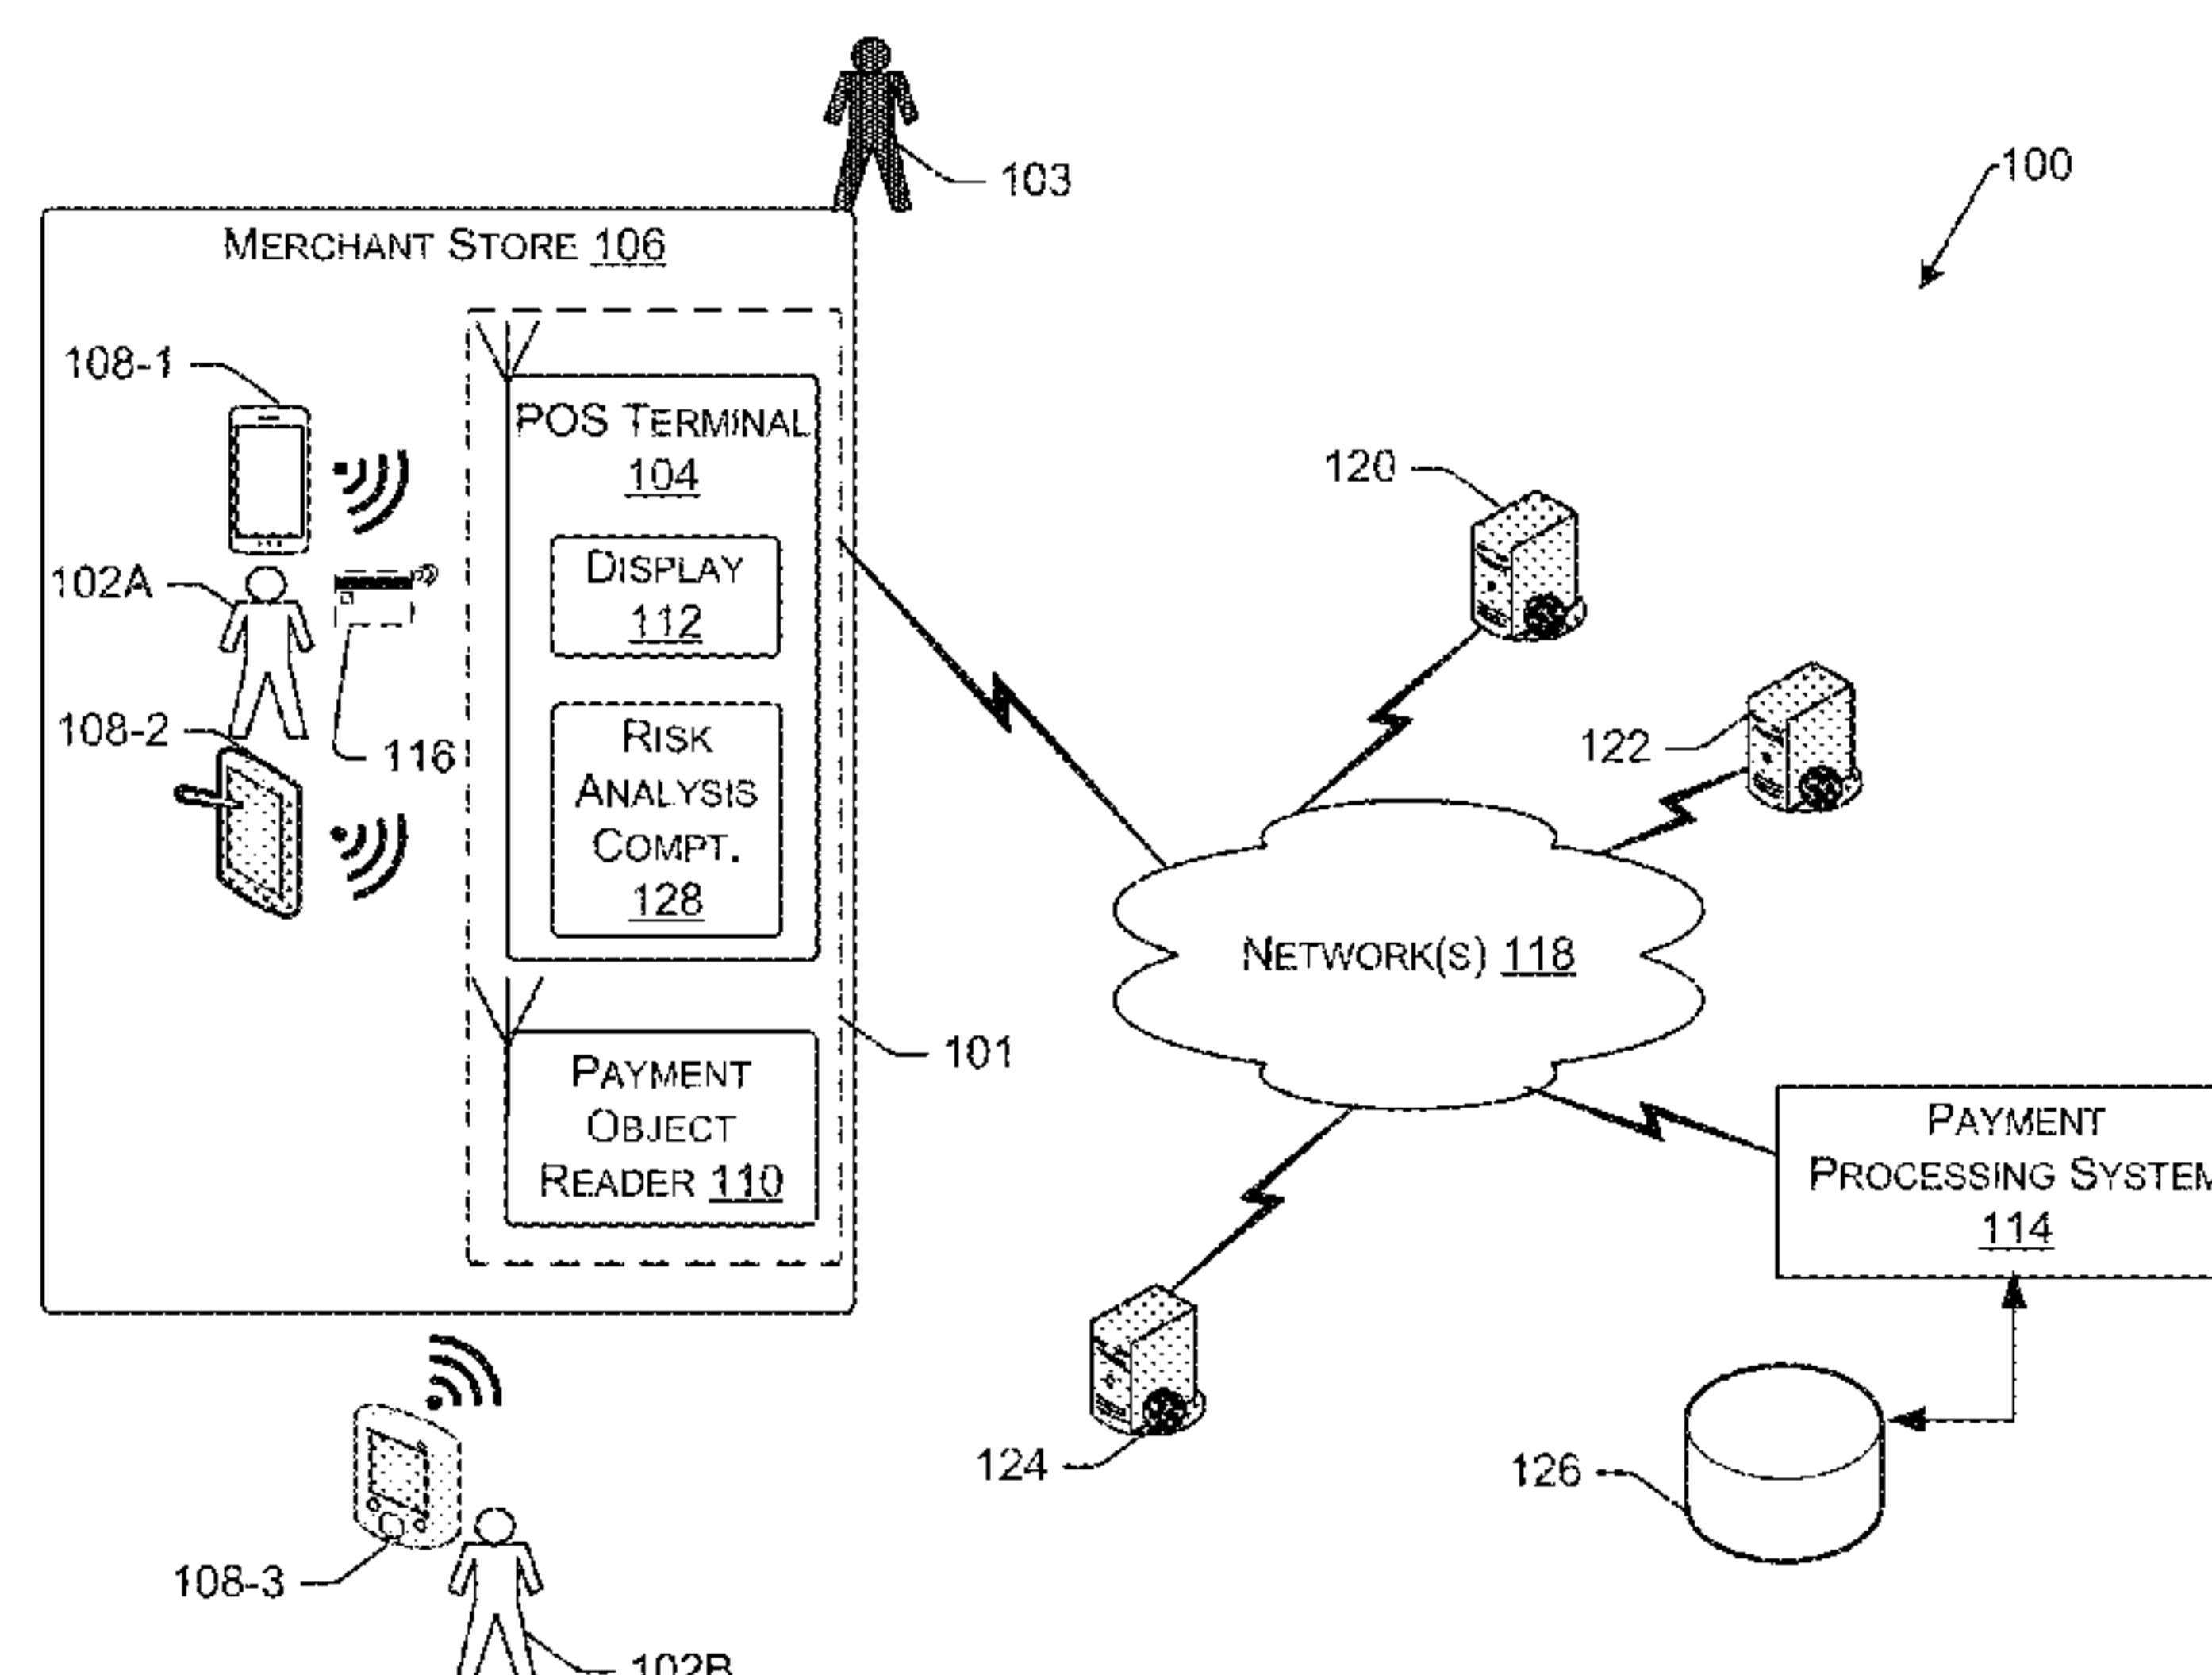 103
100
MERCHANT STORE 106
108-1
POS TERMINAL
104
120
102A
DISPLAY
112
108-2
116
RISK
ANALYSIS
COMPT.
128
122
NETWORK(S) 118
101
PAYMENT
OBJECT
READER 110
PAYMENT
PROCESSING SYSTEM
114
124
126
108-3
102B